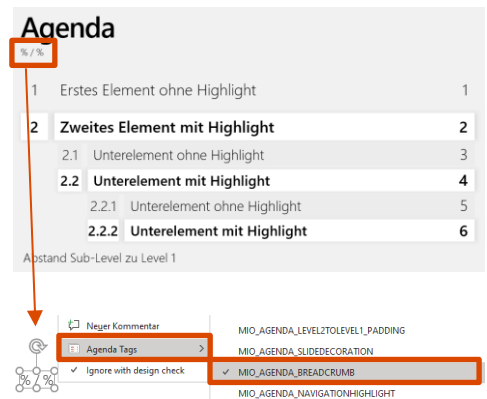 Agenda
% / %
1 Erstes Element ohne Highlight 1
2 Zweites Element mit Highlight 2
2.1 Unterelement ohne Highlight 3
2.2 Unterelement mit Highlight 4
2.2.1 Unterelement ohne Highlight 5
2.2.2 Unterelement mit Highlight 6
Abstand Sub-Level zu Level 1
Neuer Kommentar
Agenda Tags >
✓ Ignore with design check
% / %
MIO_AGENDA_LEVEL2TOLEVEL1_PADDING
MIO_AGENDA_SLIDEDECORATION
✓ MIO_AGENDA_BREADCRUMB
MIO_AGENDA_NAVIGATIONHIGHLIGHT